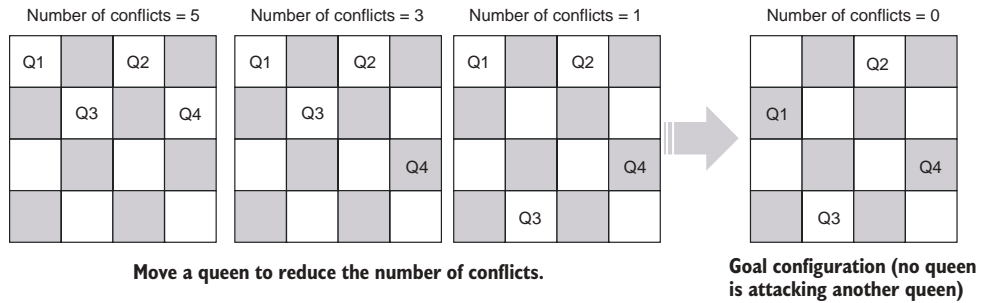 Number of conflicts = 5
Number of conflicts = 3
Number of conflicts = 1
Number of conflicts = 0
Q1 Q2
Q3 Q4
Q1 Q2
Q3
Q4
Q1 Q2
Q4
Q3
Q2
Q1
Q4
Q3
Move a queen to reduce the number of conflicts.
Goal configuration (no queen
is attacking another queen)